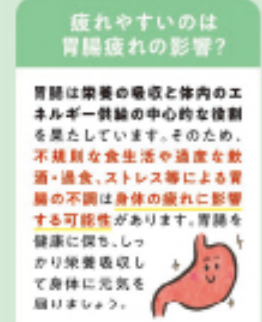 疲れやすいのは
胃腸疲れの影響?
胃腸は栄養の吸収と体内のエ
ネルギー供給の中心的な役割
を果たしています。そのため、
不規則な食生活や過度な飲
酒・過食、ストレス等による胃
腸の不調は身体の疲れに影響
する可能性があります。胃腸を
健康に保ち、しっ
かり栄養吸収し
て身体に元気を
届けましょう。